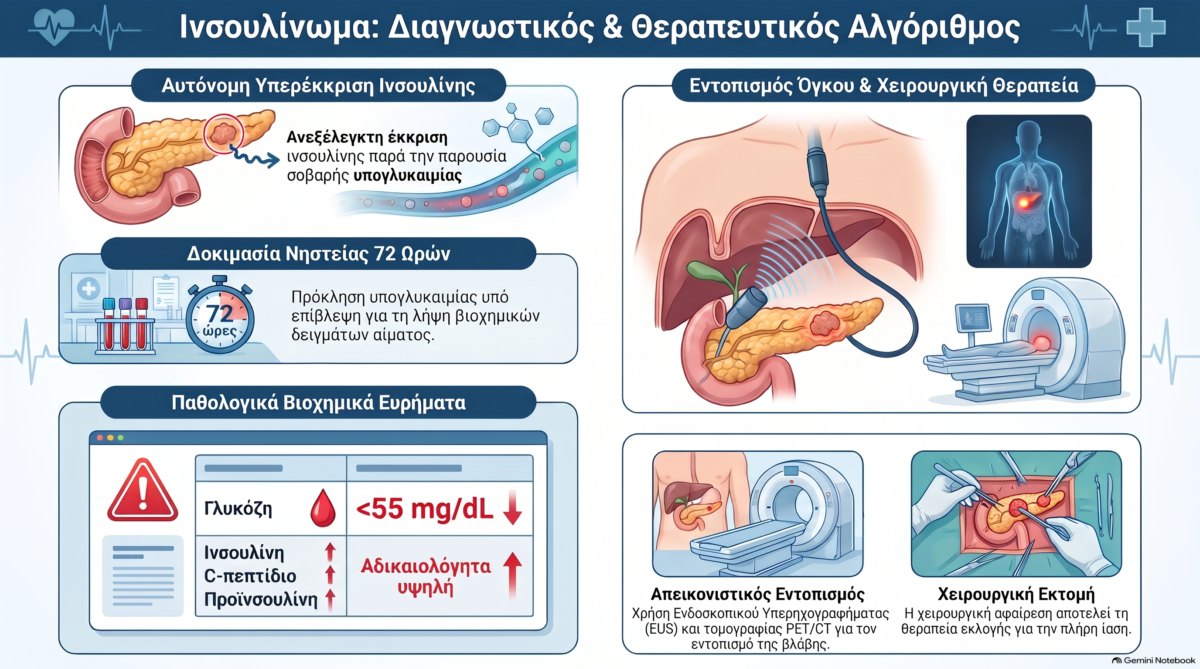 Ινσουλίνωμα: Διαγνωστικός & Θεραπευτικός Αλγόριθμος
Αυτόνομη Υπερέκκριση Ινσουλίνης
Ανεξέλεγκτη έκκριση
ινσουλίνης παρά την παρουσία
σοβαρής υπογλυκαιμίας
Δοκιμασία Νηστείας 72 Ωρών
72
ώρες
Πρόκληση υπογλυκαιμίας υπό
επίβλεψη για τη λήψη βιοχημικών
δειγμάτων αίματος.
Παθολογικά Βιοχημικά Ευρήματα
Γλυκόζη
<55 mg/dL
Ινσουλίνη
C-πεπτίδιο
Προϊνσουλίνη
Αδικαιολόγητα
υψηλή
Εντοπισμός Όγκου & Χειρουργική Θεραπεία
Απεικονιστικός Εντοπισμός
Χρήση Ενδοσκοπικού Υπερηχογραφήματος
(EUS) και τομογραφίας PET/CT για τον
εντοπισμό της βλάβης.
Χειρουργική Εκτομή
Η χειρουργική αφαίρεση αποτελεί τη
θεραπεία εκλογής για την πλήρη ίαση.
Gemini Notebook